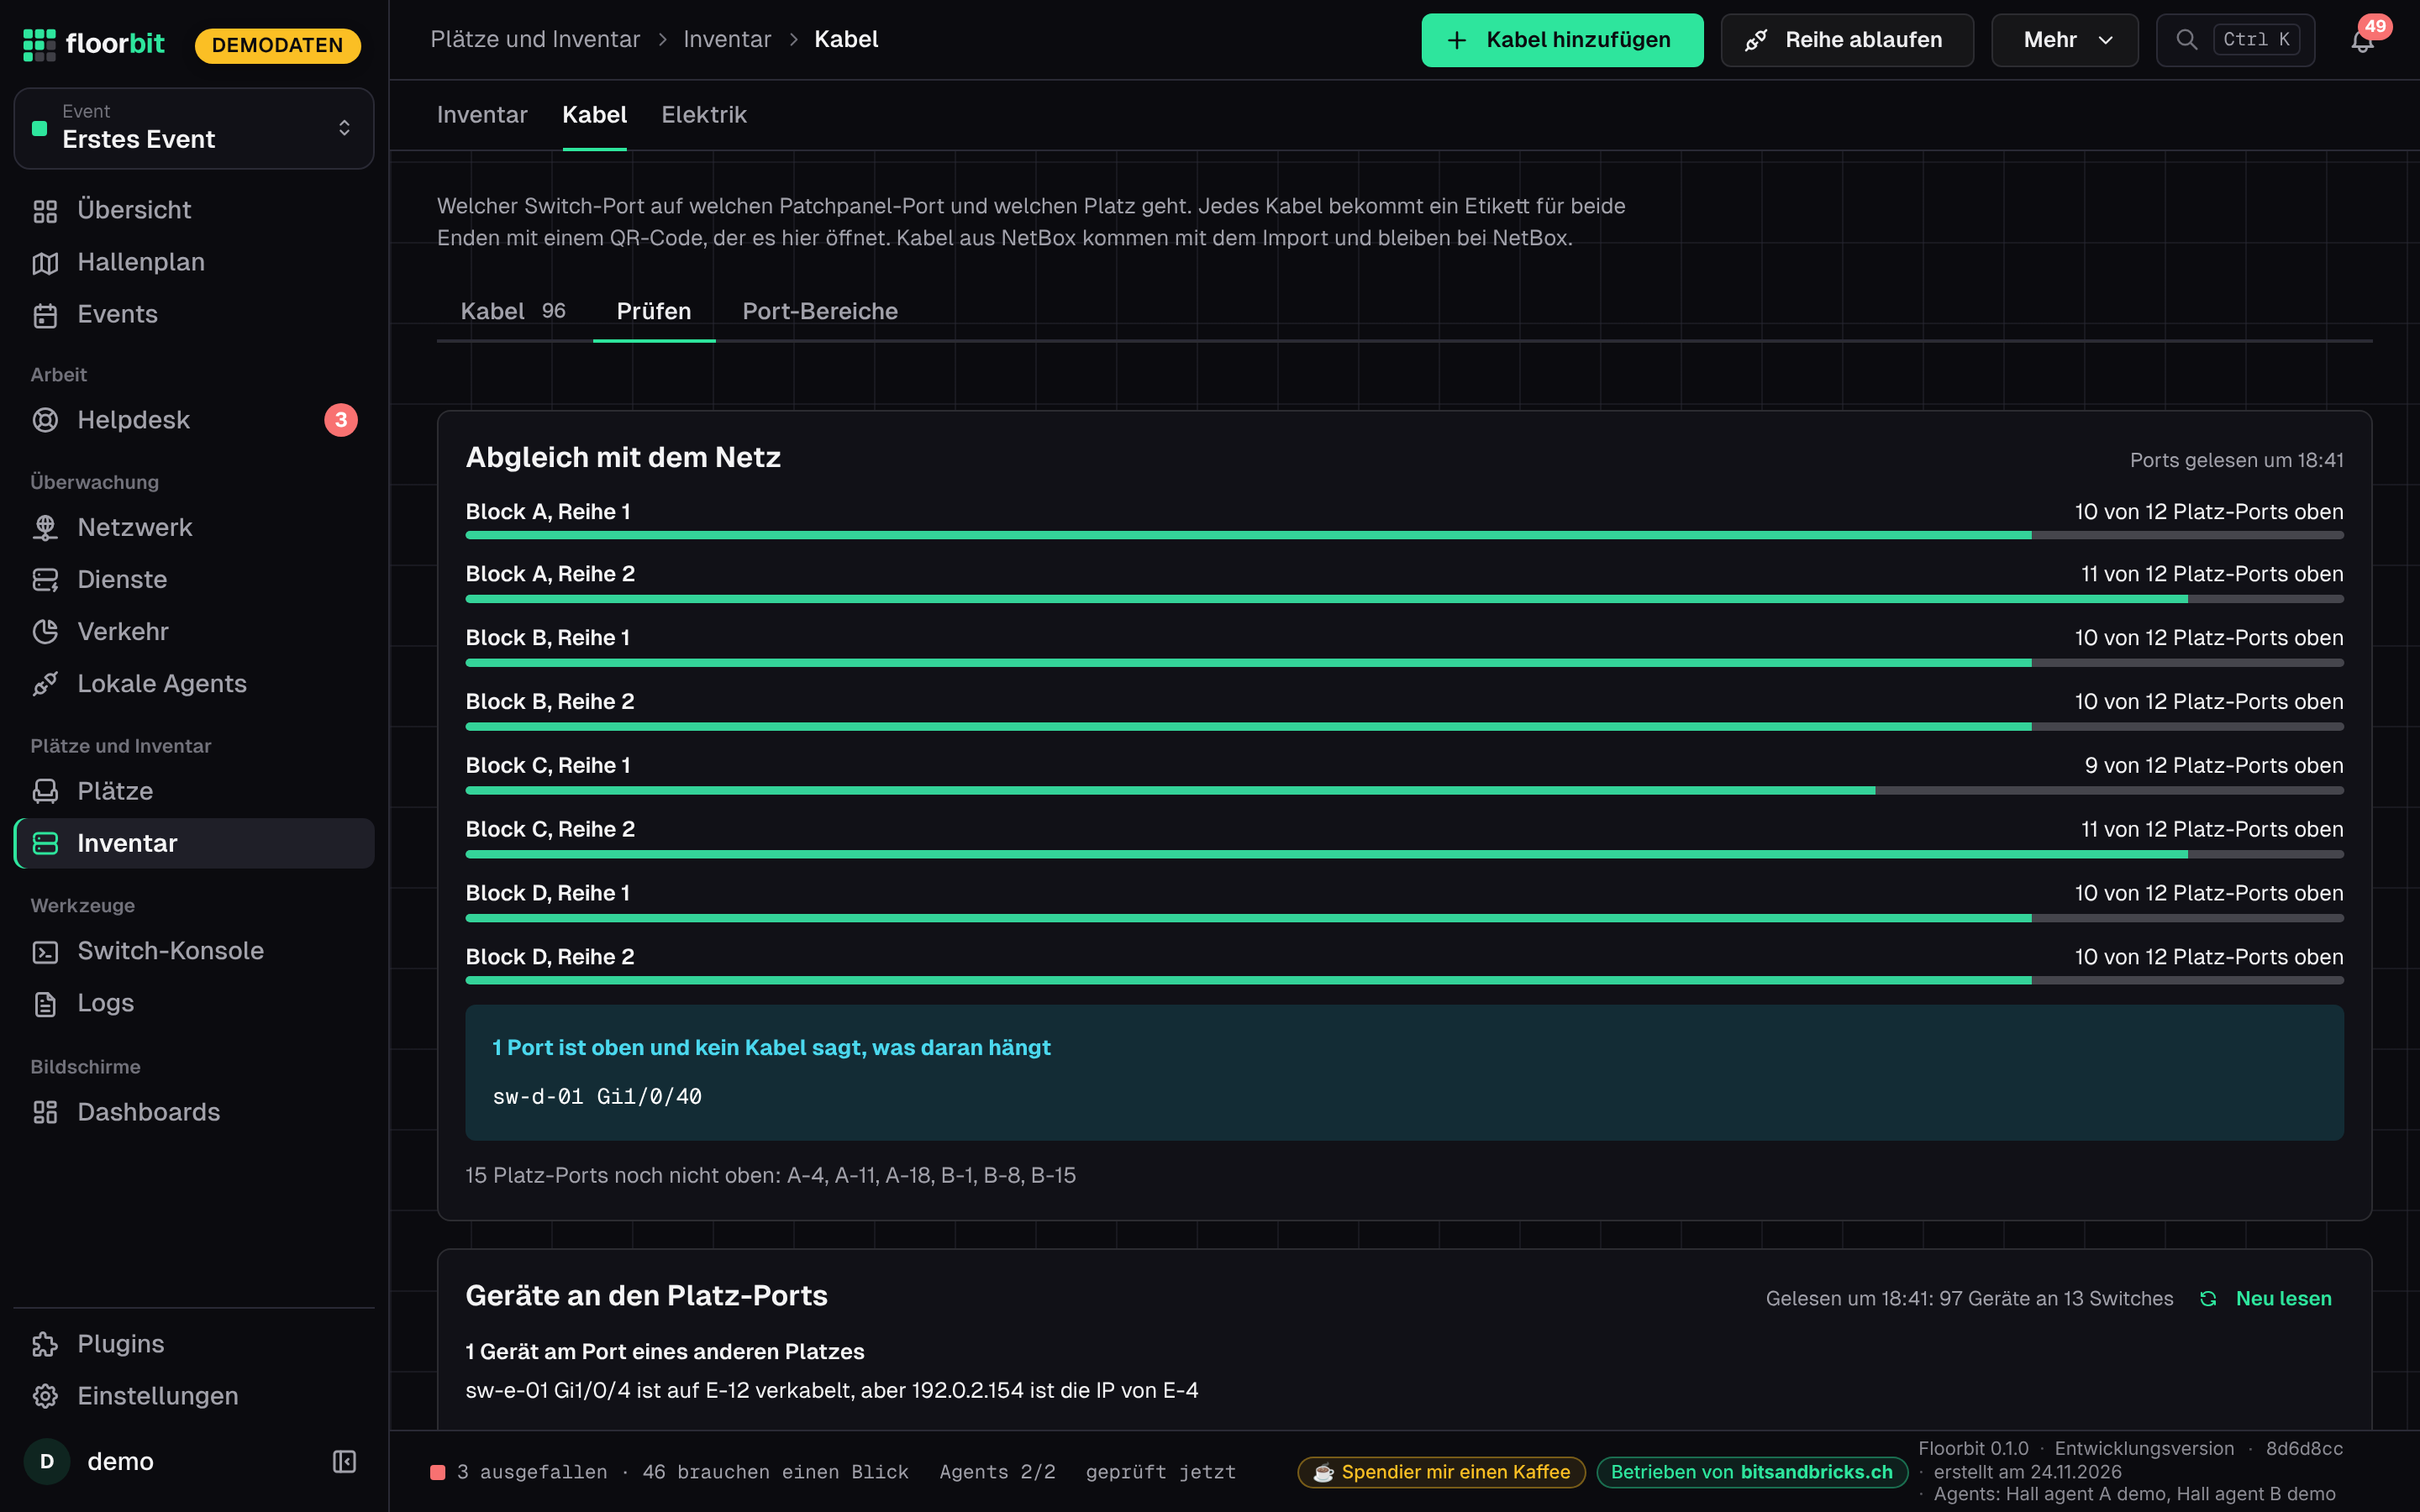 floorbit
DEMODATEN
Event
Erstes Event
Übersicht
Hallenplan
Events
Arbeit
Helpdesk
3
Überwachung
Netzwerk
Dienste
Verkehr
Lokale Agents
Plätze und Inventar
Plätze
Inventar
Werkzeuge
Switch-Konsole
Logs
Bildschirme
Dashboards
Plugins
Einstellungen
D
demo
Plätze und Inventar
Inventar
Kabel
Kabel hinzufügen
Reihe ablaufen
Mehr
Ctrl K
49
Inventar
Kabel
Elektrik
Welcher Switch-Port auf welchen Patchpanel-Port und welchen Platz geht. Jedes Kabel bekommt ein Etikett für beide
Enden mit einem QR-Code, der es hier öffnet. Kabel aus NetBox kommen mit dem Import und bleiben bei NetBox.
Kabel 96
Prüfen
Port-Bereiche
Abgleich mit dem Netz
Ports gelesen um 18:41
Block A, Reihe 1
10 von 12 Platz-Ports oben
Block A, Reihe 2
11 von 12 Platz-Ports oben
Block B, Reihe 1
10 von 12 Platz-Ports oben
Block B, Reihe 2
10 von 12 Platz-Ports oben
Block C, Reihe 1
9 von 12 Platz-Ports oben
Block C, Reihe 2
11 von 12 Platz-Ports oben
Block D, Reihe 1
10 von 12 Platz-Ports oben
Block D, Reihe 2
10 von 12 Platz-Ports oben
1 Port ist oben und kein Kabel sagt, was daran hängt
sw-d-01 Gi1/0/40
15 Platz-Ports noch nicht oben: A-4, A-11, A-18, B-1, B-8, B-15
Geräte an den Platz-Ports
Gelesen um 18:41: 97 Geräte an 13 Switches
Neu lesen
1 Gerät am Port eines anderen Platzes
sw-e-01 Gi1/0/4 ist auf E-12 verkabelt, aber 192.0.2.154 ist die IP von E-4
3 ausgefallen · 46 brauchen einen Blick
Agents 2/2
geprüft jetzt
Spendier mir einen Kaffee
Betrieben von bitsandbricks.ch
Floorbit 0.1.0 · Entwicklungsversion · 8d6d8cc
· erstellt am 24.11.2026
· Agents: Hall agent A demo, Hall agent B demo